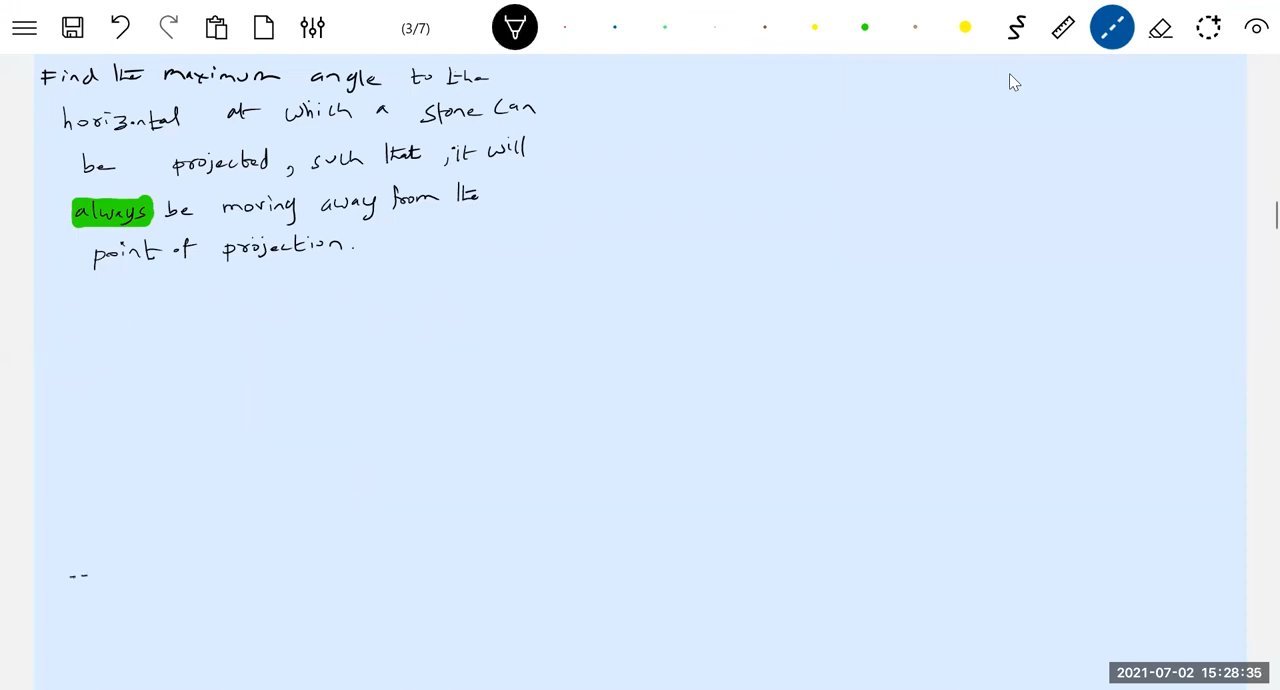 (3/7)
Find the maximum angle to the
horizontal at which a stone can
be projected, such that, it will
always be moving away from the
point of projection.
--
2021-07-02 15:28:35